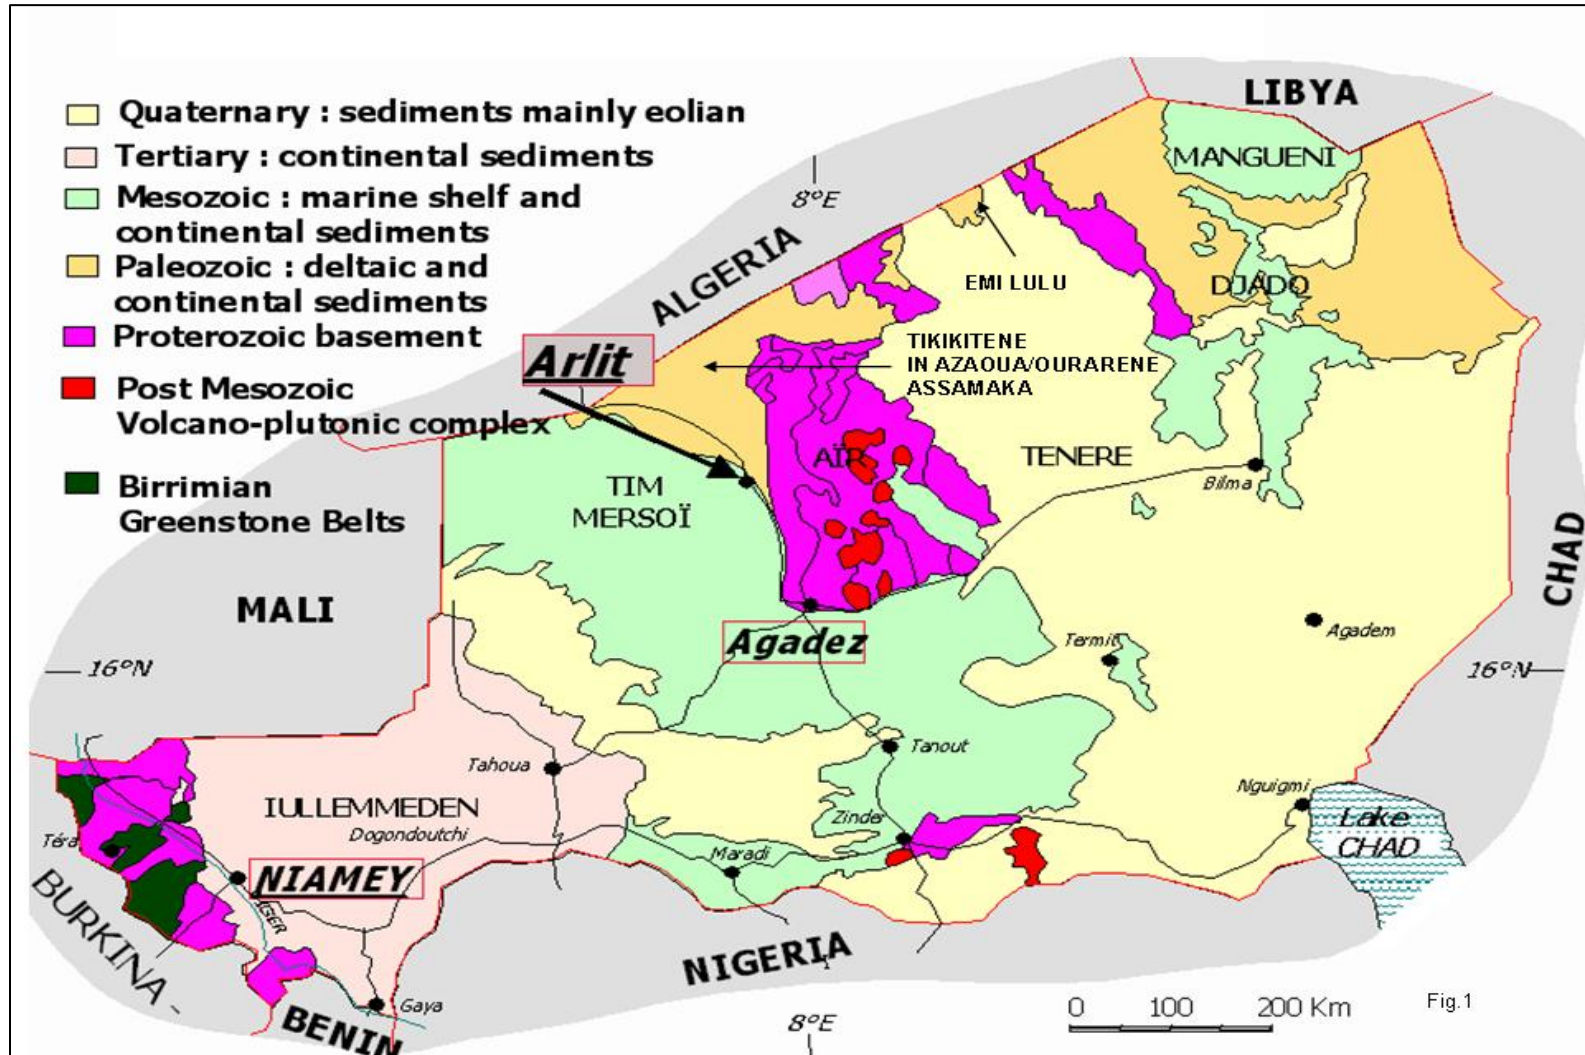 LIBYA
Quaternary : sediments mainly eolian
Tertiary : continental sediments
Mesozoic : marine shelf and
continental sediments
Paleozoic : deltaic and
continental sediments
Proterozoic basement
Post Mesozoic
Volcano-plutonic complex
Birrimian
Greenstone Belts
MANGUENI
8°E
ALGERIA
EMI LULU
DJADO
TIKIKITENE
IN AZAOUA/OURARENE
ASSAMAKA
Arlit
AÏR
TENERE
Bilma
TIM
MERSOÏ
CHAD
MALI
Agadez
Termit
Agadem
16°N
16°N
Tanout
Tahoua
Nguigmi
IULLEMMEDEN
Dogondoutchi
Zinder
Lake
CHAD
Téra
Maradi
NIAMEY
BURKINA -
NIGERIA
Gaya
BENIN
8°E
0 100 200 Km
Fig.1